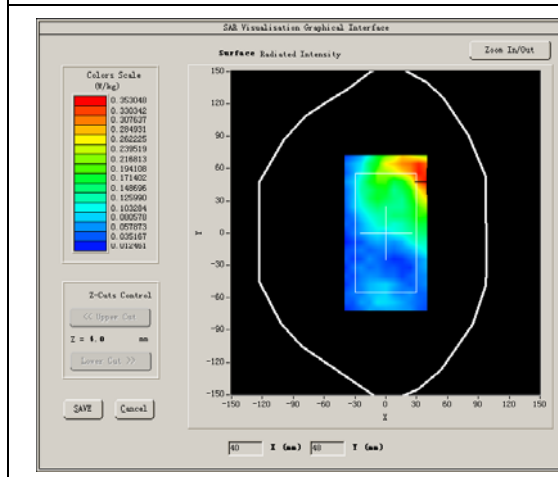 SAR Visualisation Graphical Interface
Surface Radiated Intensity
Zoom In/Out
Colors Scale
(W/kg)
0.353048
0.330342
0.307637
0.284931
0.262225
0.239519
0.216813
0.194108
0.171402
0.148696
0.125990
0.103284
0.080578
0.057873
0.035167
0.012461
Z-Cuts Control
<< Upper Cut
Z = 4.0 mm
Lower Cut >>
SAVE
Cancel
150
120
90
60
30
0
-30
-60
-90
-120
-150
Y
-150 -120 -90 -60 -30 0 30 60 90 120 150
X
40 X (mm) 48 Y (mm)